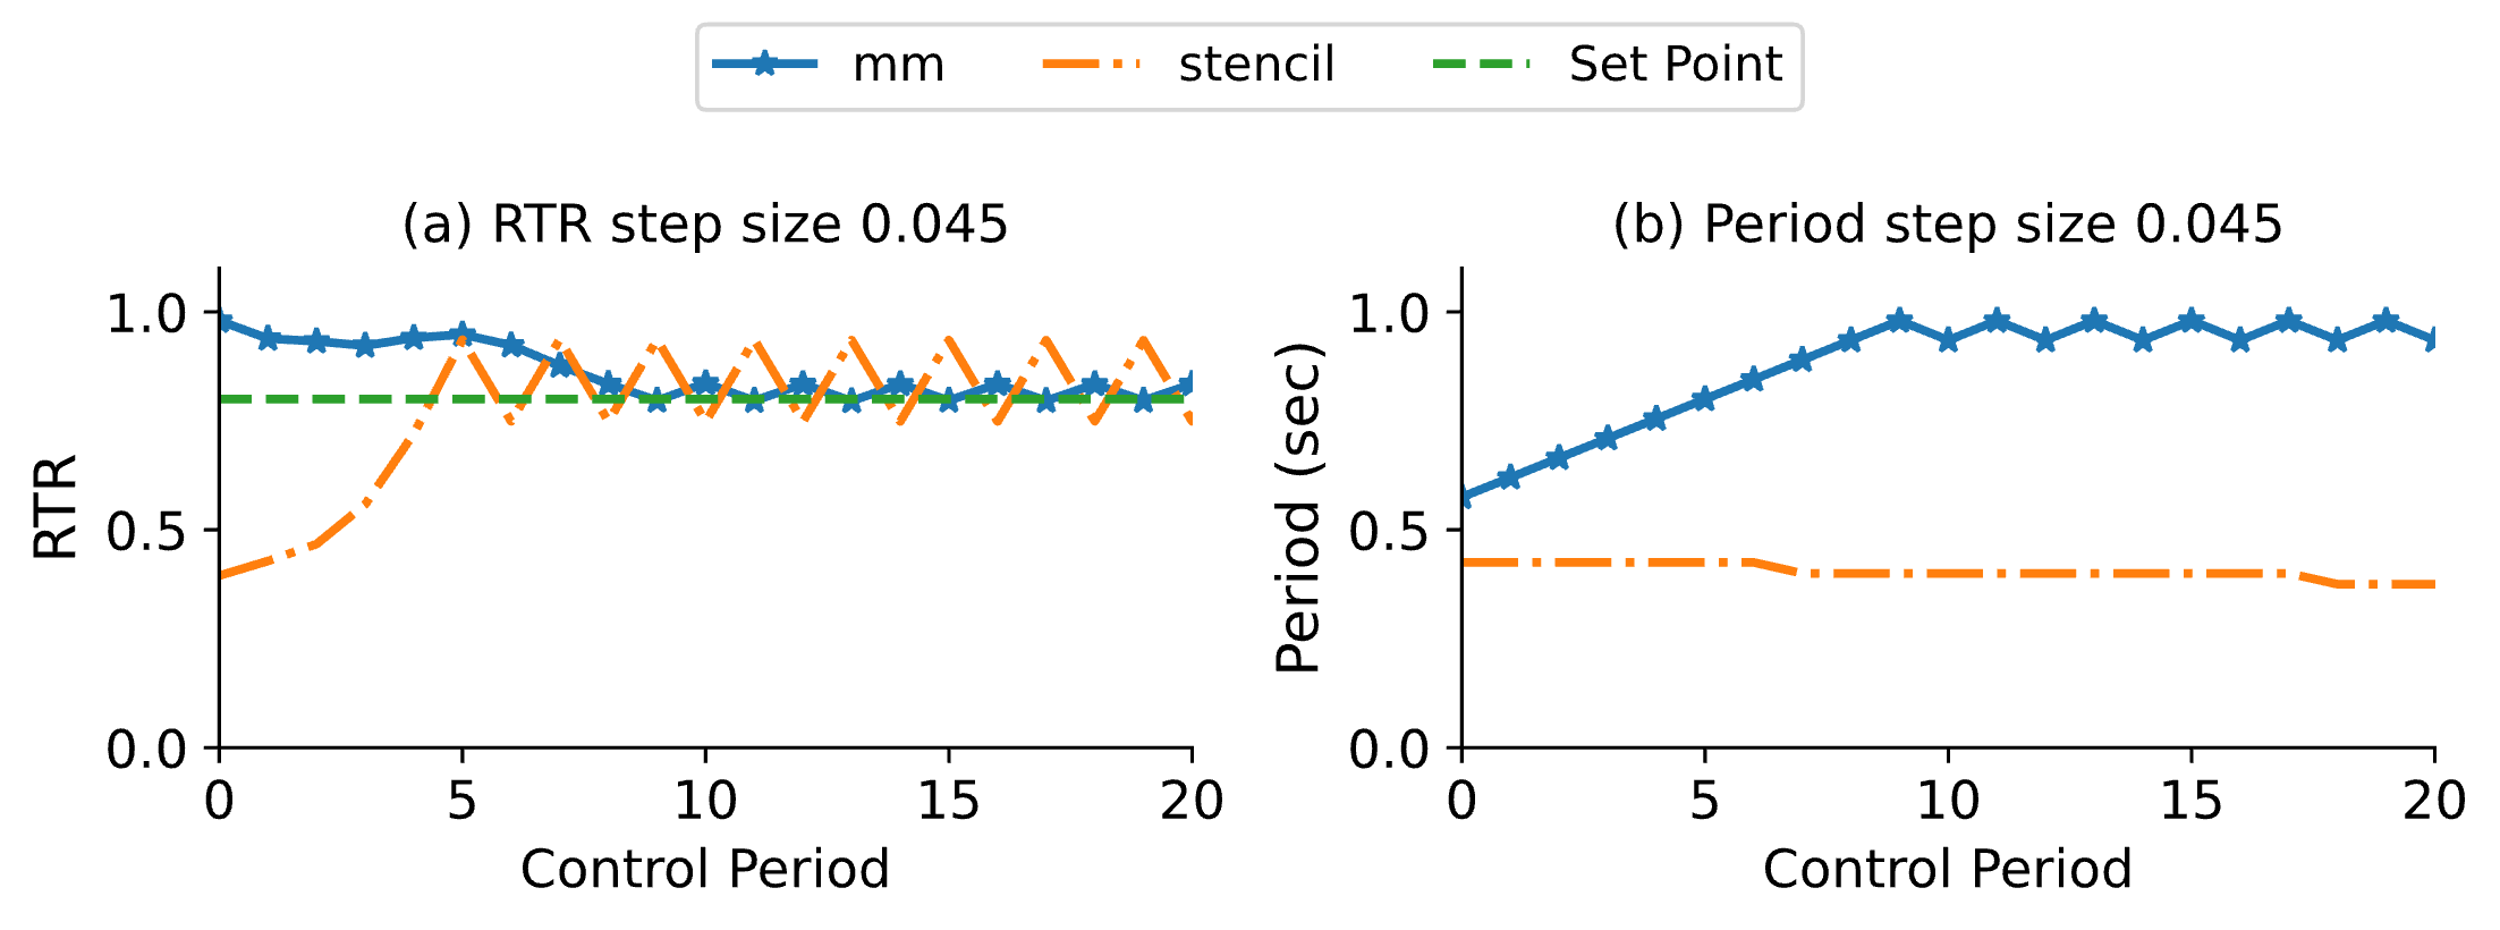 mm stencil Set Point
(a) RTR step size 0.045
RTR
1.0
0.5
0.0
0 5 10 15 20
Control Period
(b) Period step size 0.045
Period (sec)
1.0
0.5
0.0
0 5 10 15 20
Control Period